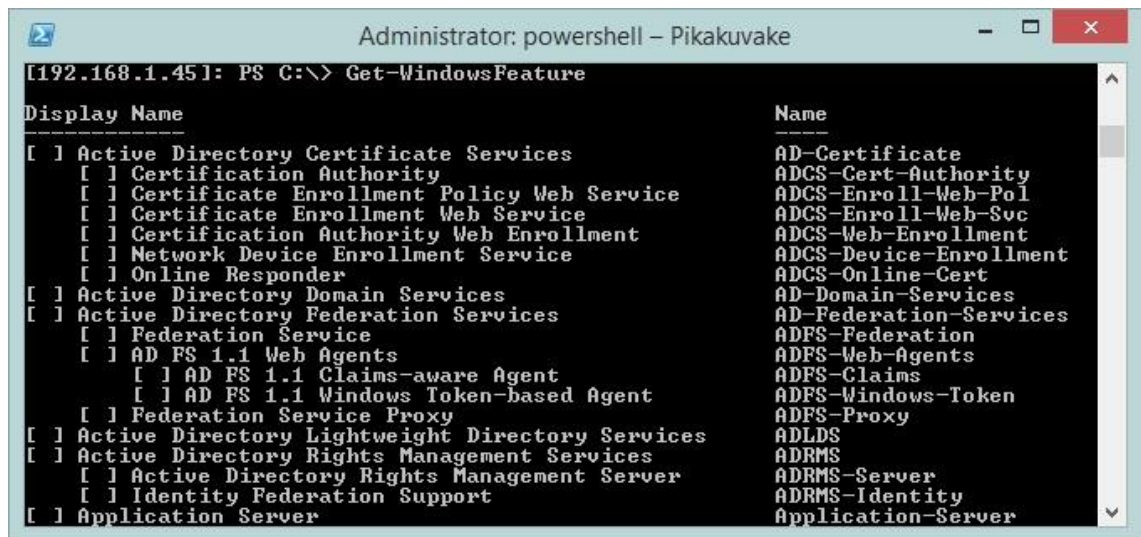 Administrator: powershell – Pikakuvake
[192.168.1.45]: PS C:\> Get-WindowsFeature
Display Name Name
------------ ----
[ ] Active Directory Certificate Services AD-Certificate
[ ] Certification Authority ADCS-Cert-Authority
[ ] Certificate Enrollment Policy Web Service ADCS-Enroll-Web-Pol
[ ] Certificate Enrollment Web Service ADCS-Enroll-Web-Svc
[ ] Certification Authority Web Enrollment ADCS-Web-Enrollment
[ ] Network Device Enrollment Service ADCS-Device-Enrollment
[ ] Online Responder ADCS-Online-Cert
[ ] Active Directory Domain Services AD-Domain-Services
[ ] Active Directory Federation Services AD-Federation-Services
[ ] Federation Service ADFS-Federation
[ ] AD FS 1.1 Web Agents ADFS-Web-Agents
[ ] AD FS 1.1 Claims-aware Agent ADFS-Claims
[ ] AD FS 1.1 Windows Token-based Agent ADFS-Windows-Token
[ ] Federation Service Proxy ADFS-Proxy
[ ] Active Directory Lightweight Directory Services ADLDS
[ ] Active Directory Rights Management Services ADRMS
[ ] Active Directory Rights Management Server ADRMS-Server
[ ] Identity Federation Support ADRMS-Identity
[ ] Application Server Application-Server